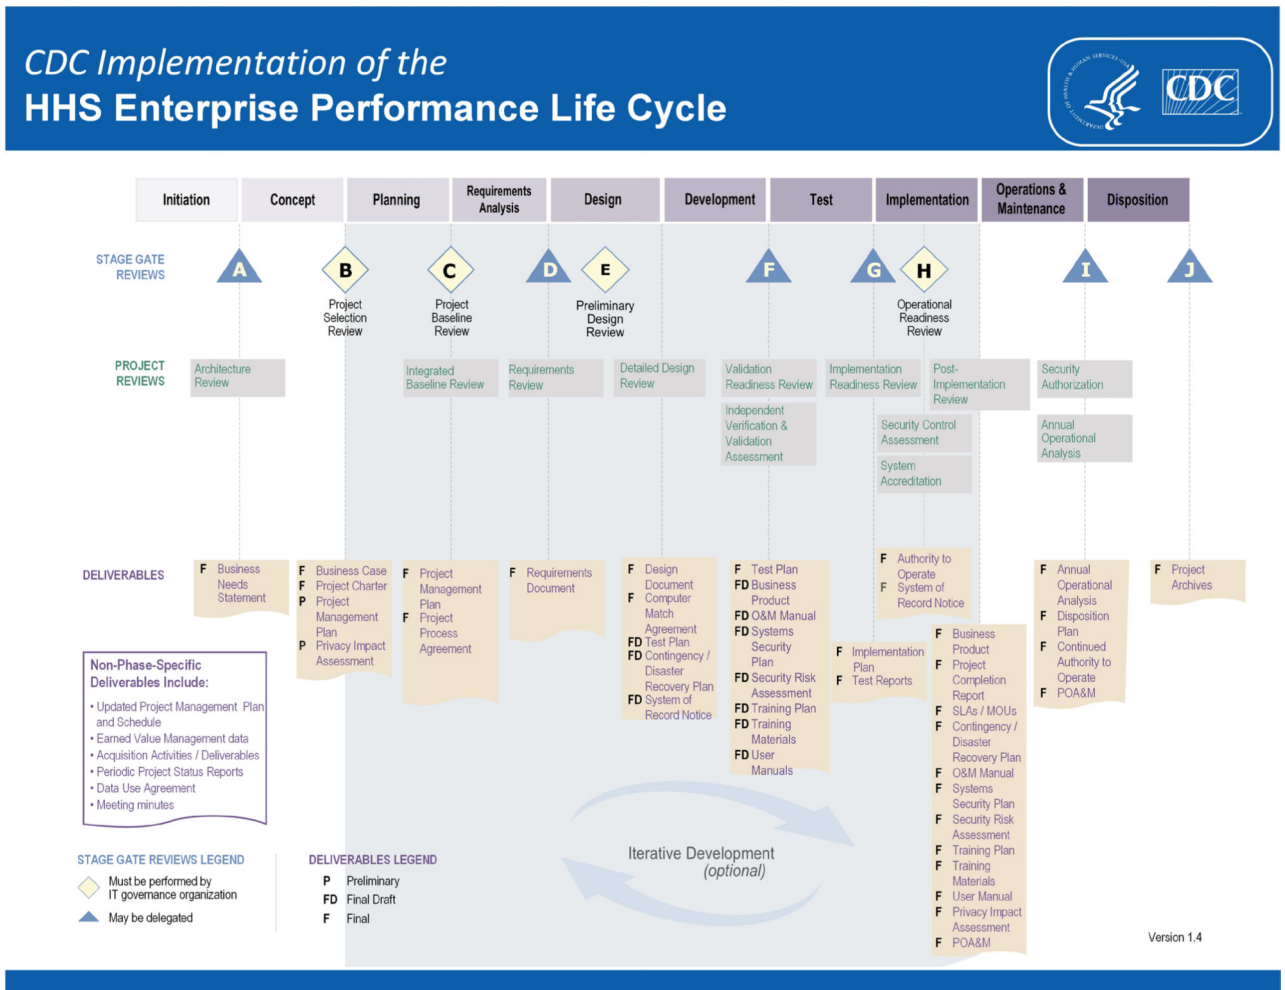 CDC Implementation of the
HHS Enterprise Performance Life Cycle
DEPARTMENT OF HEALTH & HUMAN SERVICES • USA
CDC
Initiation
Concept
Planning
Requirements
Analysis
Design
Development
Test
Implementation
Operations &
Maintenance
Disposition
STAGE GATE
REVIEWS
A
B
C
D
E
F
G
H
I
J
Project
Selection
Review
Project
Baseline
Review
Preliminary
Design
Review
Operational
Readiness
Review
PROJECT
REVIEWS
Architecture
Review
Integrated
Baseline Review
Requirements
Review
Detailed Design
Review
Validation
Readiness Review
Independent
Verification &
Validation
Assessment
Implementation
Readiness Review
Security Control
Assessment
System
Accreditation
Post-
Implementation
Review
Security
Authorization
Annual
Operational
Analysis
DELIVERABLES
F Business
Needs
Statement
F Business Case
F Project Charter
P Project
Management
Plan
P Privacy Impact
Assessment
F Project
Management
Plan
F Project
Process
Agreement
F Requirements
Document
F Design
Document
F Computer
Match
Agreement
FD Test Plan
FD Contingency /
Disaster
Recovery Plan
FD System of
Record Notice
F Test Plan
FD Business
Product
FD O&M Manual
FD Systems
Security
Plan
FD Security Risk
Assessment
FD Training Plan
FD Training
Materials
FD User
Manuals
F Implementation
Plan
F Test Reports
F Authority to
Operate
F System of
Record Notice
F Business
Product
F Project
Completion
Report
F SLAs / MOUs
F Contingency /
Disaster
Recovery Plan
F O&M Manual
F Systems
Security Plan
F Security Risk
Assessment
F Training Plan
F Training
Materials
F User Manual
F Privacy Impact
Assessment
F POA&M
F Annual
Operational
Analysis
F Disposition
Plan
F Continued
Authority to
Operate
F POA&M
F Project
Archives
Non-Phase-Specific
Deliverables Include:
• Updated Project Management Plan
and Schedule
• Earned Value Management data
• Acquisition Activities / Deliverables
• Periodic Project Status Reports
• Data Use Agreement
• Meeting minutes
STAGE GATE REVIEWS LEGEND
Must be performed by
IT governance organization
May be delegated
DELIVERABLES LEGEND
P Preliminary
FD Final Draft
F Final
Iterative Development
(optional)
Version 1.4